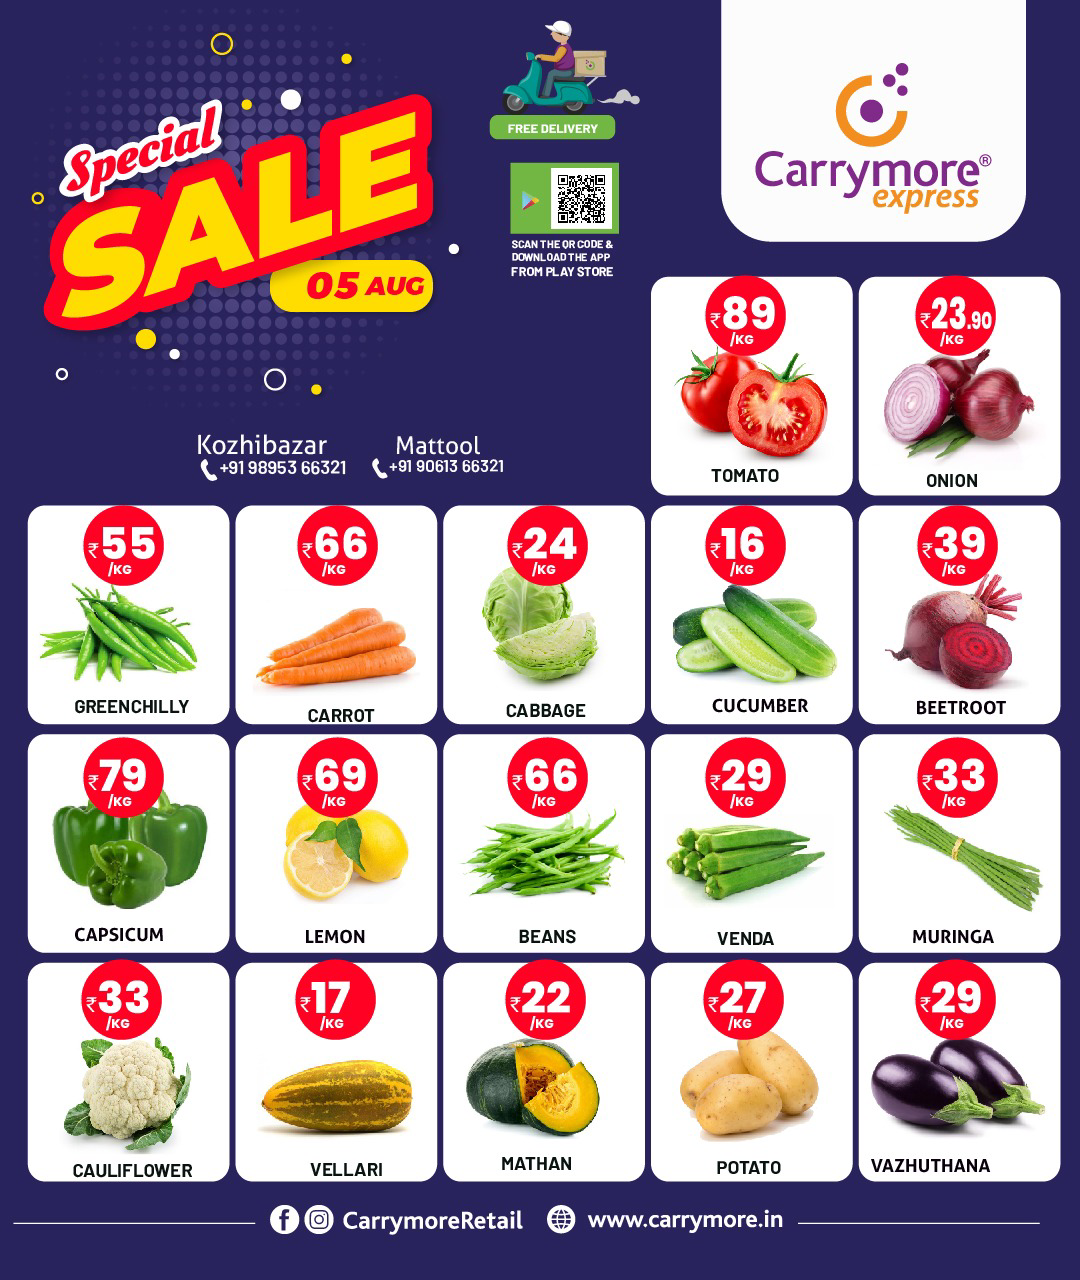 Special
SALE
05 AUG
FREE DELIVERY
SCAN THE QR CODE &
DOWNLOAD THE APP
FROM PLAY STORE
Carrymore®
express
Kozhibazar
+91 98953 66321
Mattool
+91 90613 66321
₹89
/KG
TOMATO
₹23.90
/KG
ONION
₹55
/KG
GREENCHILLY
₹66
/KG
CARROT
₹24
/KG
CABBAGE
₹16
/KG
CUCUMBER
₹39
/KG
BEETROOT
₹79
/KG
CAPSICUM
₹69
/KG
LEMON
₹66
/KG
BEANS
₹29
/KG
VENDA
₹33
/KG
MURINGA
₹33
/KG
CAULIFLOWER
₹17
/KG
VELLARI
₹22
/KG
MATHAN
₹27
/KG
POTATO
₹29
/KG
VAZHUTHANA
CarrymoreRetail
www.carrymore.in